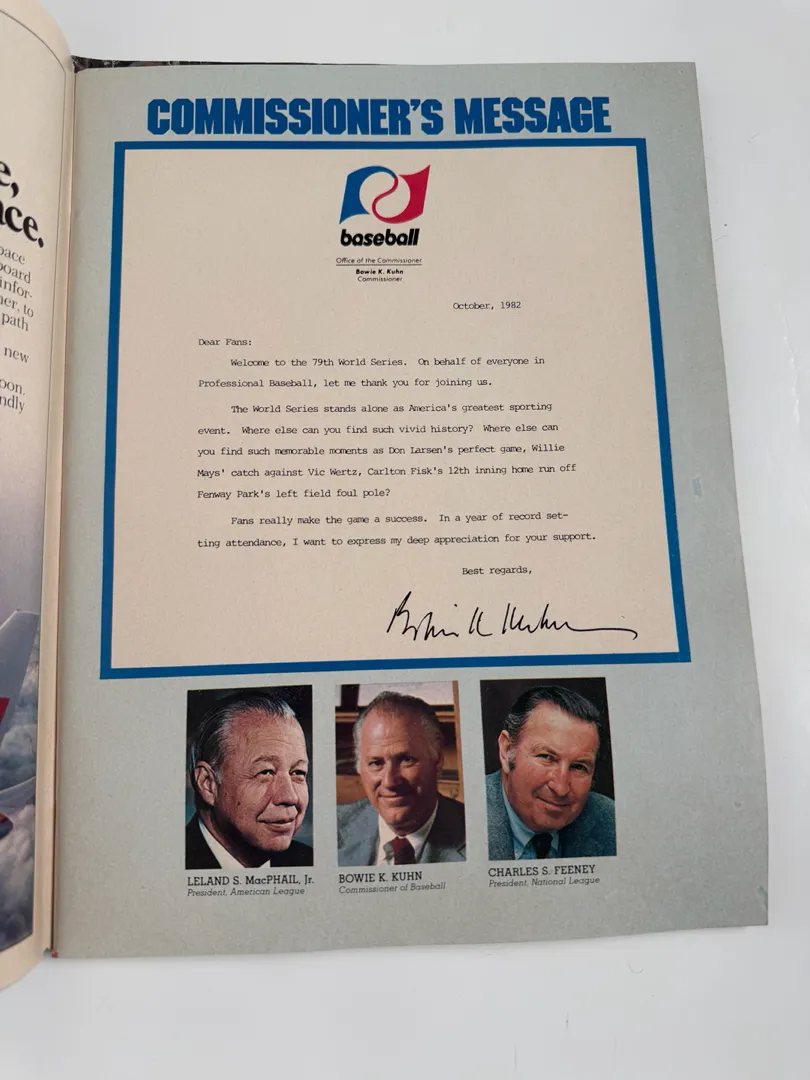 e,
ace.
pace
board
infor-
ner, to
path
new
oon,
ndly
COMMISSIONER'S MESSAGE
baseball
Office of the Commissioner
Bowie K. Kuhn
Commissioner
October, 1982
Dear Fans:
Welcome to the 79th World Series. On behalf of everyone in
Professional Baseball, let me thank you for joining us.
The World Series stands alone as America's greatest sporting
event. Where else can you find such vivid history? Where else can
you find such memorable moments as Don Larsen's perfect game, Willie
Mays' catch against Vic Wertz, Carlton Fisk's 12th inning home run off
Fenway Park's left field foul pole?
Fans really make the game a success. In a year of record set-
ting attendance, I want to express my deep appreciation for your support.
Best regards,
Bowie K Kuhn
LELAND S. MacPHAIL, Jr.
President, American League
BOWIE K. KUHN
Commissioner of Baseball
CHARLES S. FEENEY
President, National League